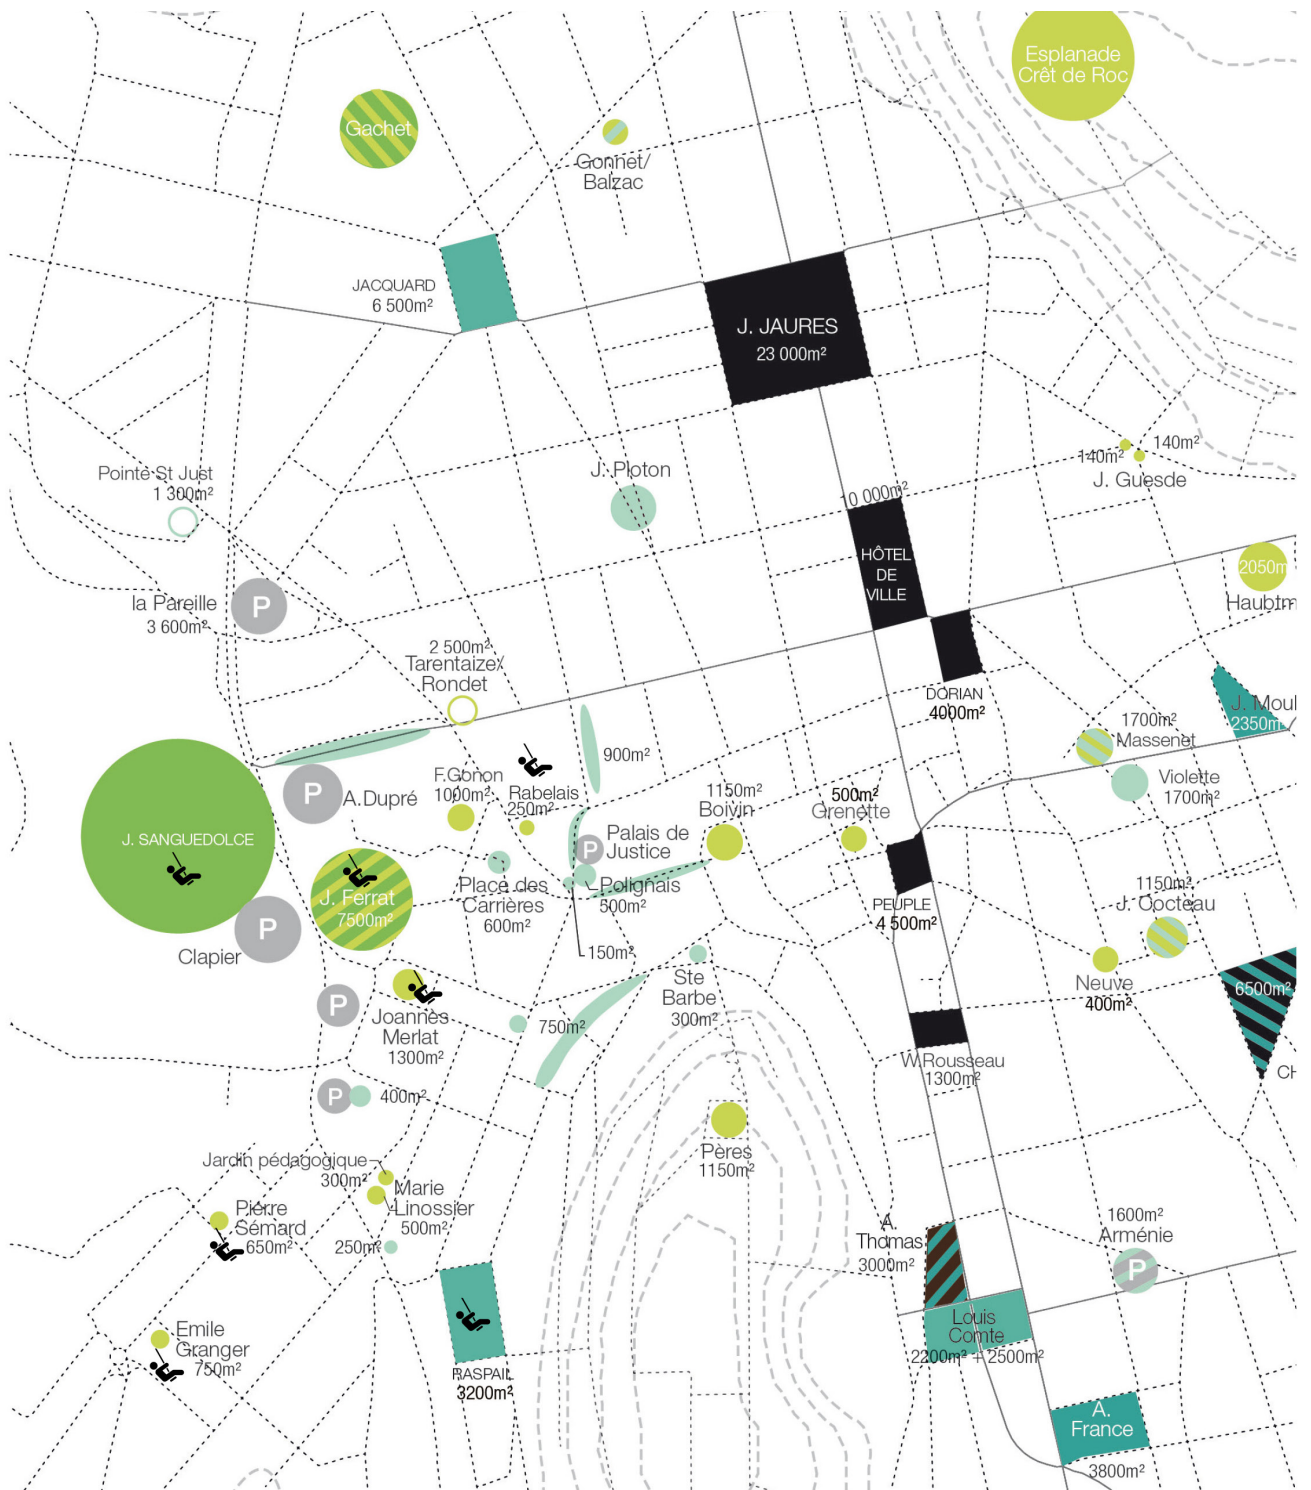 Esplanade
Crêt de Roc
Gachet
Gonnet/
Balzac
JACQUARD
6 500m²
J. JAURES
23 000m²
140m²
140m²
J. Guesde
Pointe St Just
1 300m²
J. Ploton
10 000m²
HÔTEL
DE
VILLE
2050m
Haubtm
la Pareille
P
3 600m²
2 500m²
Tarentaize/
Rondet
DORIAN
4000m²
J. Moul
2350m²
1700m²
Massenet
900m²
Violette
1700m²
P
A.Dupré
F.Gonon
1000m²
Rabelais
250m²
1150m²
Boivin
500m²
Grenette
J. SANGUEDOLCE
P
Palais de
Justice
J. Ferrat
7500m²
Place des
Carrières
600m²
Polignais
500m²
150m²
PEUPLE
4 500m²
1150m²
J. Cocteau
P
Clapier
Ste
Barbe
300m²
Neuve
400m²
6500m²
P
Joannès
Merlat
1300m²
750m²
W.Rousseau
1300m²
CH
P
400m²
Pères
1150m²
Jardin pédagogique
300m²
Marie
Linossier
500m²
Pierre
Sémard
650m²
250m²
A.
Thomas
3000m²
1600m²
Arménie
P
Louis
Comte
2200m² + 2500m²
Emile
Granger
750m²
RASPAIL
3200m²
A.
France
3800m²